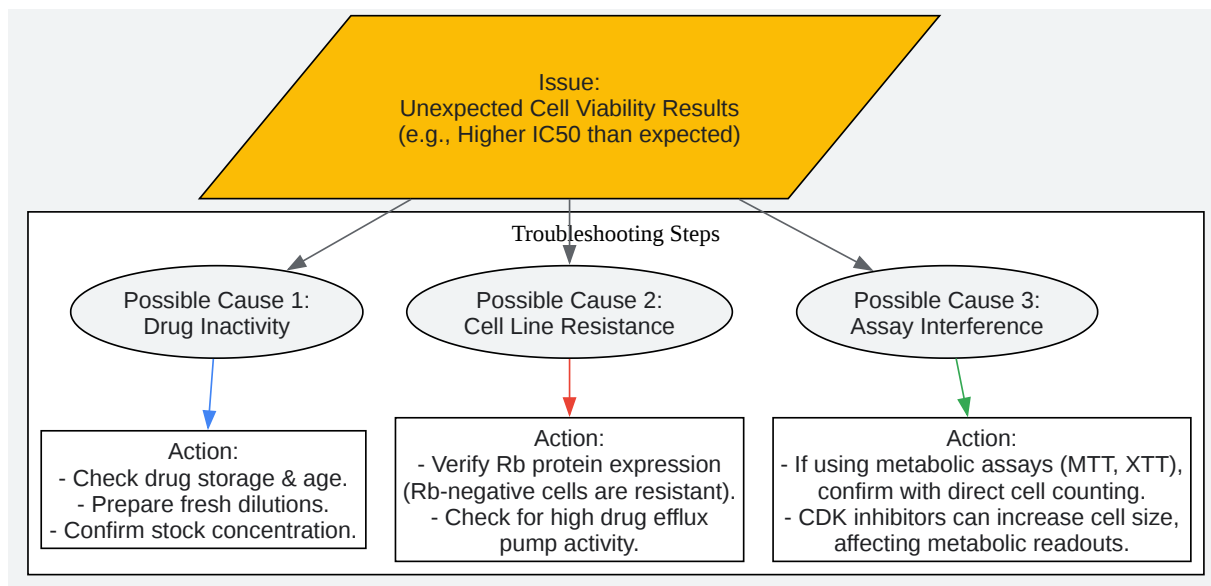 Issue:
Unexpected Cell Viability Results
(e.g., Higher IC50 than expected)
Troubleshooting Steps
Possible Cause 1:
Drug Inactivity
Possible Cause 2:
Cell Line Resistance
Possible Cause 3:
Assay Interference
Action:
- Check drug storage & age.
- Prepare fresh dilutions.
- Confirm stock concentration.
Action:
- Verify Rb protein expression
(Rb-negative cells are resistant).
- Check for high drug efflux
pump activity.
Action:
- If using metabolic assays (MTT, XTT),
confirm with direct cell counting.
- CDK inhibitors can increase cell size,
affecting metabolic readouts.